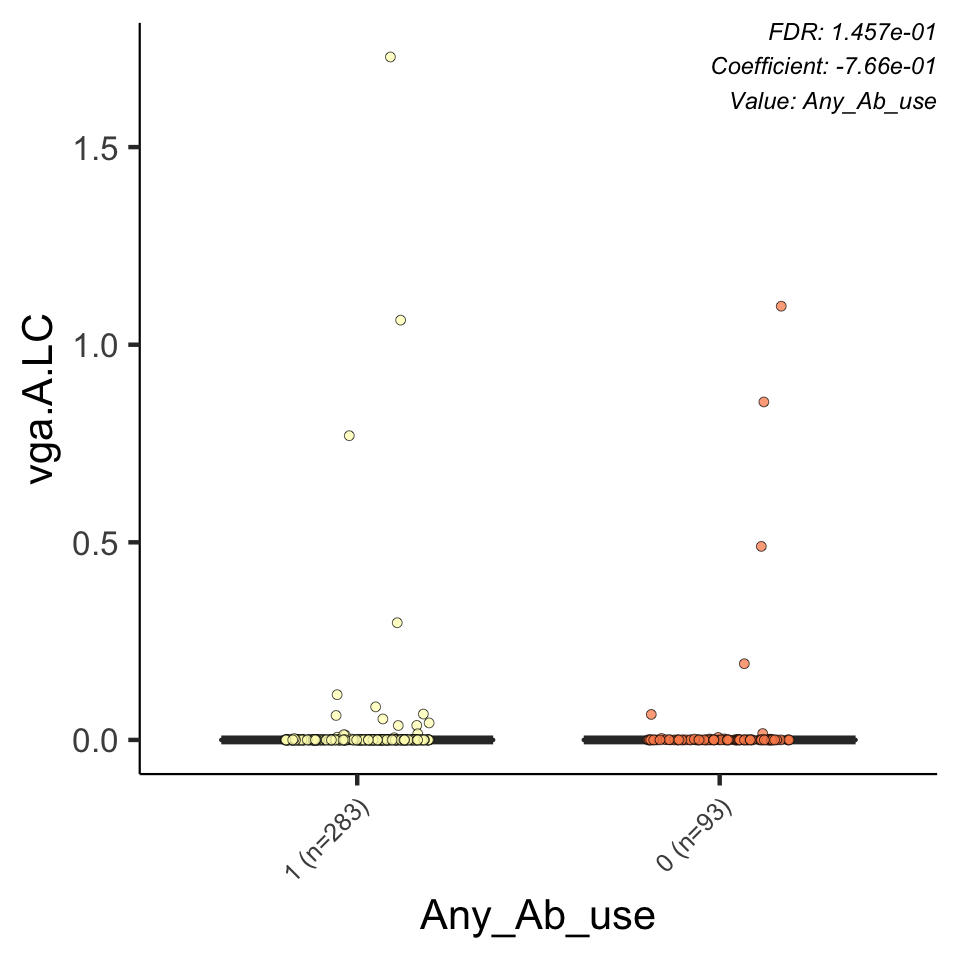 FDR: 1.457e-01
Coefficient: -7.66e-01
Value: Any_Ab_use
vga.A.LC
1.5
1.0
0.5
0.0
1 (n=283)
0 (n=93)
Any_Ab_use